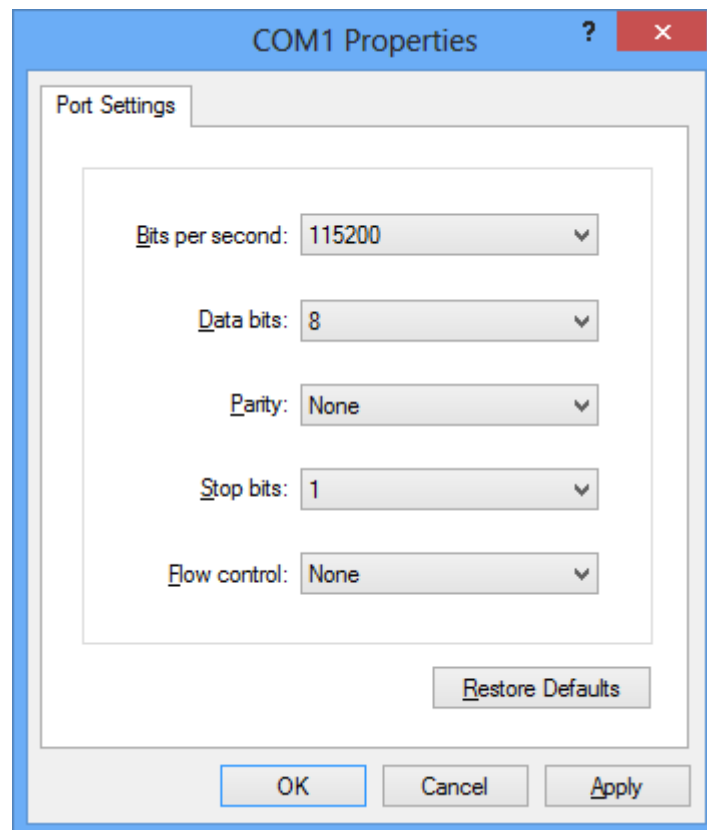 COM1 Properties ?
Port Settings
Bits per second: 115200
Data bits: 8
Parity: None
Stop bits: 1
Flow control: None
Restore Defaults
OK Cancel Apply